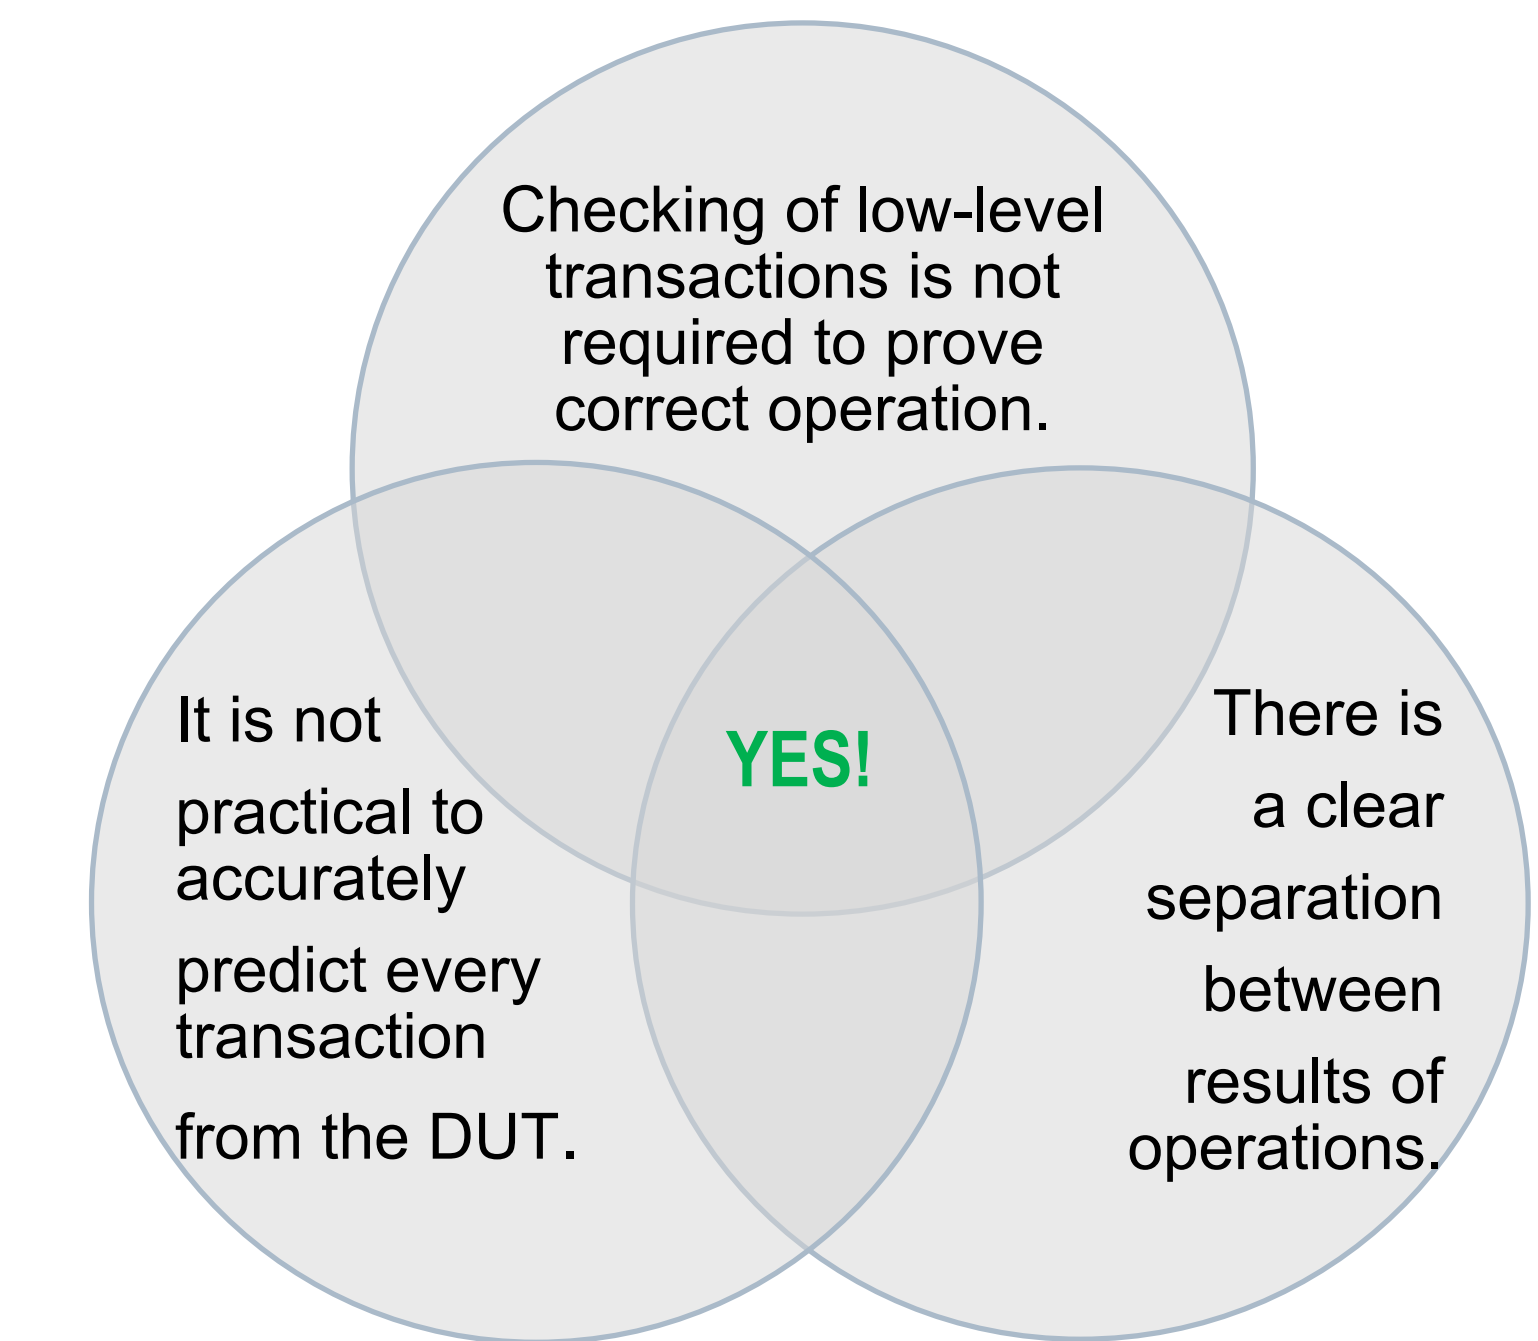 Checking of low-level
transactions is not
required to prove
correct operation.
YES!
It is not
practical to
accurately
predict every
transaction
from the DUT.
There is
a clear
separation
between
results of
operations.